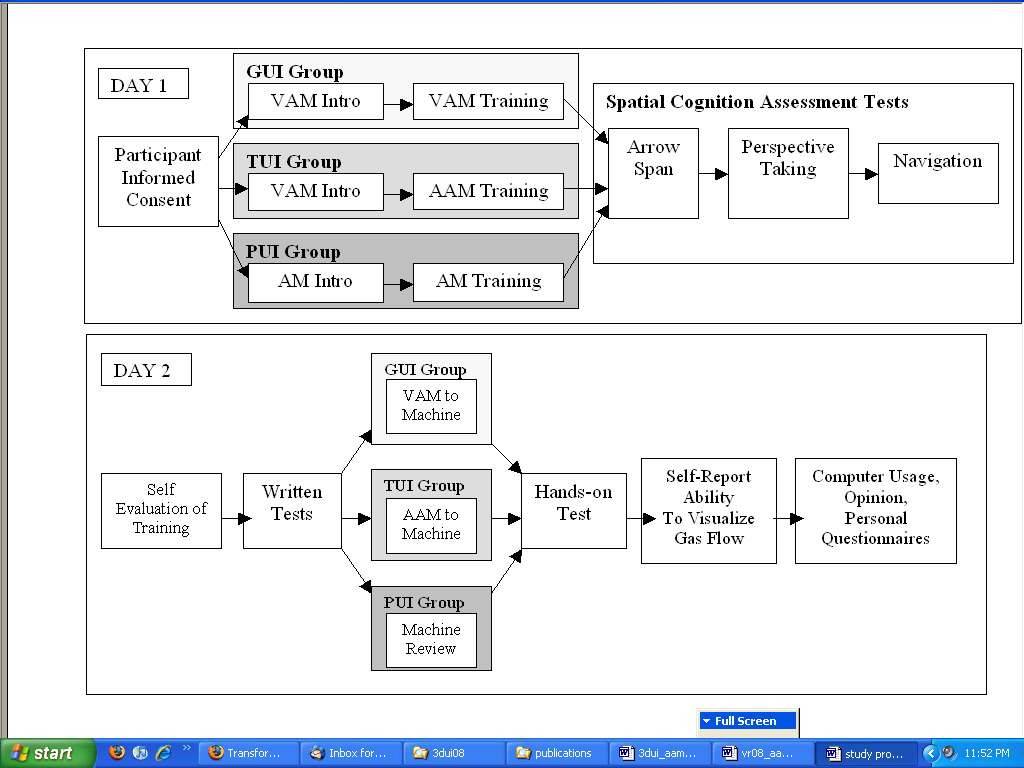 DAY 1
GUI Group
VAM Intro
VAM Training
TUI Group
VAM Intro
AAM Training
PUI Group
AM Intro
AM Training
Participant
Informed
Consent
Spatial Cognition Assessment Tests
Arrow
Span
Perspective
Taking
Navigation
DAY 2
Self
Evaluation of
Training
Written
Tests
GUI Group
VAM to
Machine
TUI Group
AAM to
Machine
PUI Group
Machine
Review
Hands-on
Test
Self-Report
Ability
To Visualize
Gas Flow
Computer Usage,
Opinion,
Personal
Questionnaires
Full Screen
start
Transfor...
Inbox for...
3dui08
publications
3dui_aam...
vr08_aa...
study pro...
11:52 PM